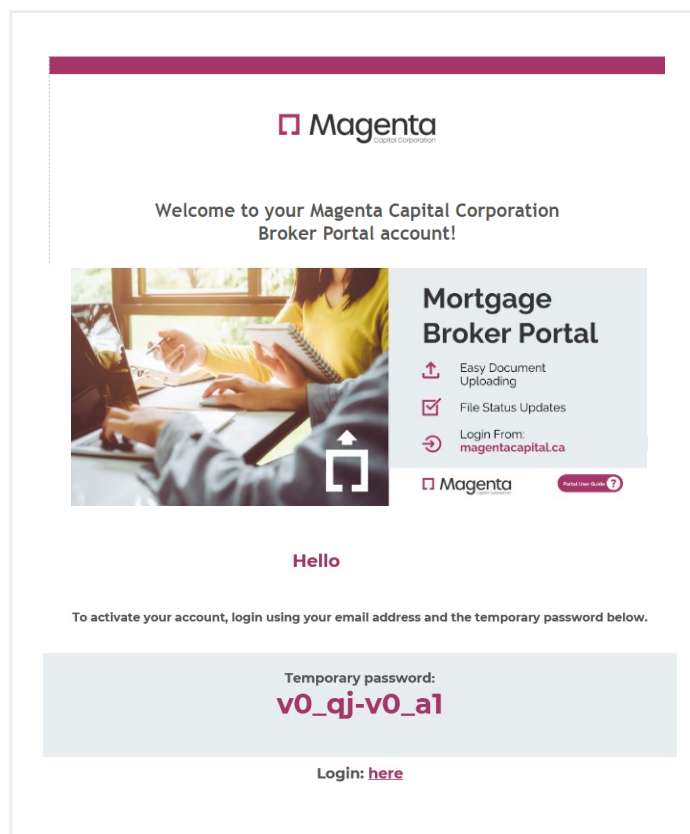 Magenta
Capital Corporation
Welcome to your Magenta Capital Corporation
Broker Portal account!
Mortgage
Broker Portal
Easy Document
Uploading
File Status Updates
Login From:
magentacapital.ca
Magenta
Capital Corporation
Portal User Guide ?
Hello
To activate your account, login using your email address and the temporary password below.
Temporary password:
v0_qj-v0_a1
Login: here